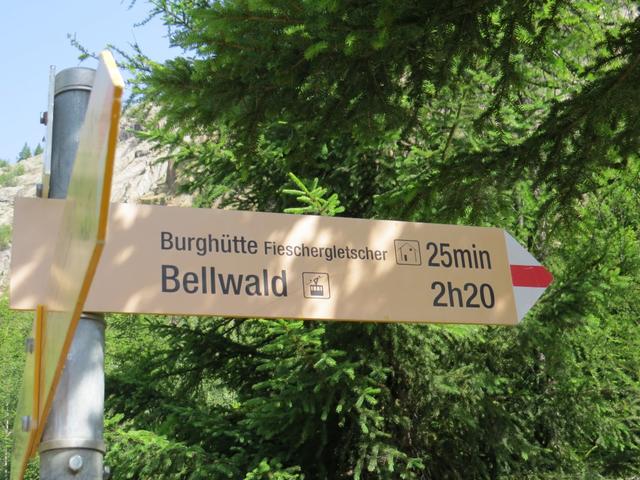 Burghütte Fieschergletscher 25min
Bellwald 2h20